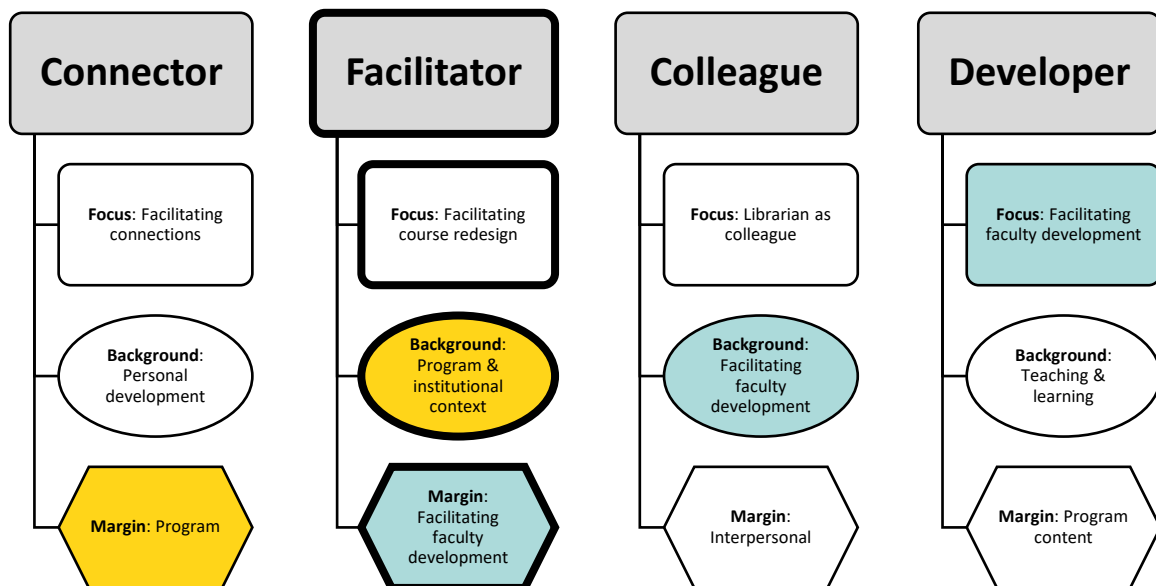 Connector
Facilitator
Colleague
Developer
Focus: Facilitating
connections
Focus: Facilitating
course redesign
Focus: Librarian as
colleague
Focus: Facilitating
faculty development
Background:
Personal
development
Background:
Program &
institutional
context
Background:
Facilitating
faculty
development
Background:
Teaching &
learning
Margin: Program
Margin:
Facilitating
faculty
development
Margin:
Interpersonal
Margin: Program
content